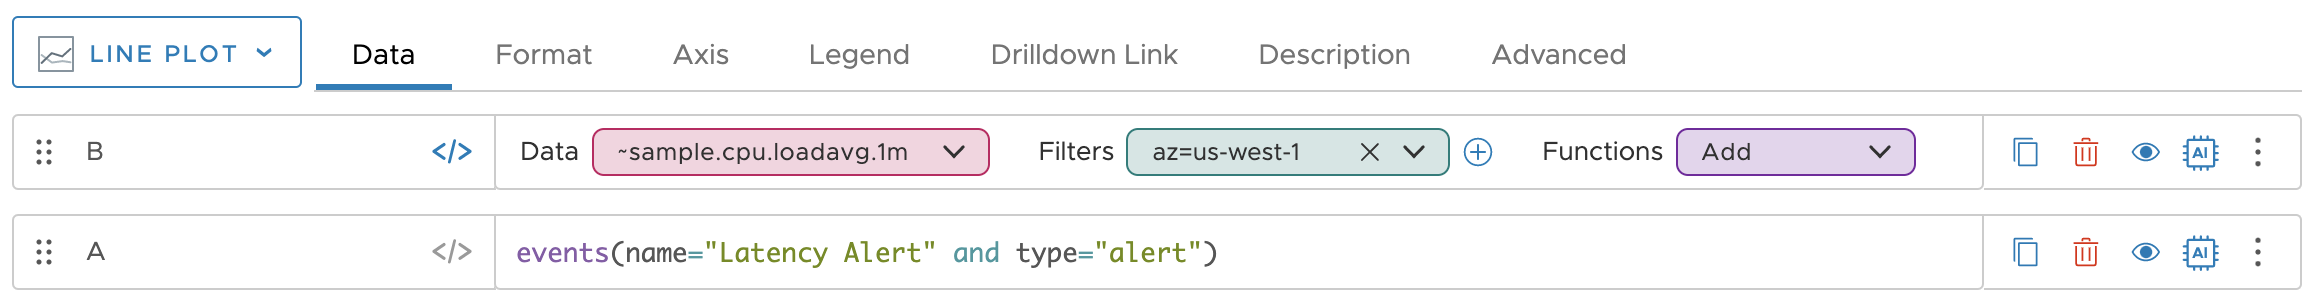 LINE PLOT Data Format Axis Legend Drilldown Link Description Advanced
B </> Data ~sample.cpu.loadavg.1m Filters az=us-west-1 Functions Add AI
A </> events(name="Latency Alert" and type="alert") AI